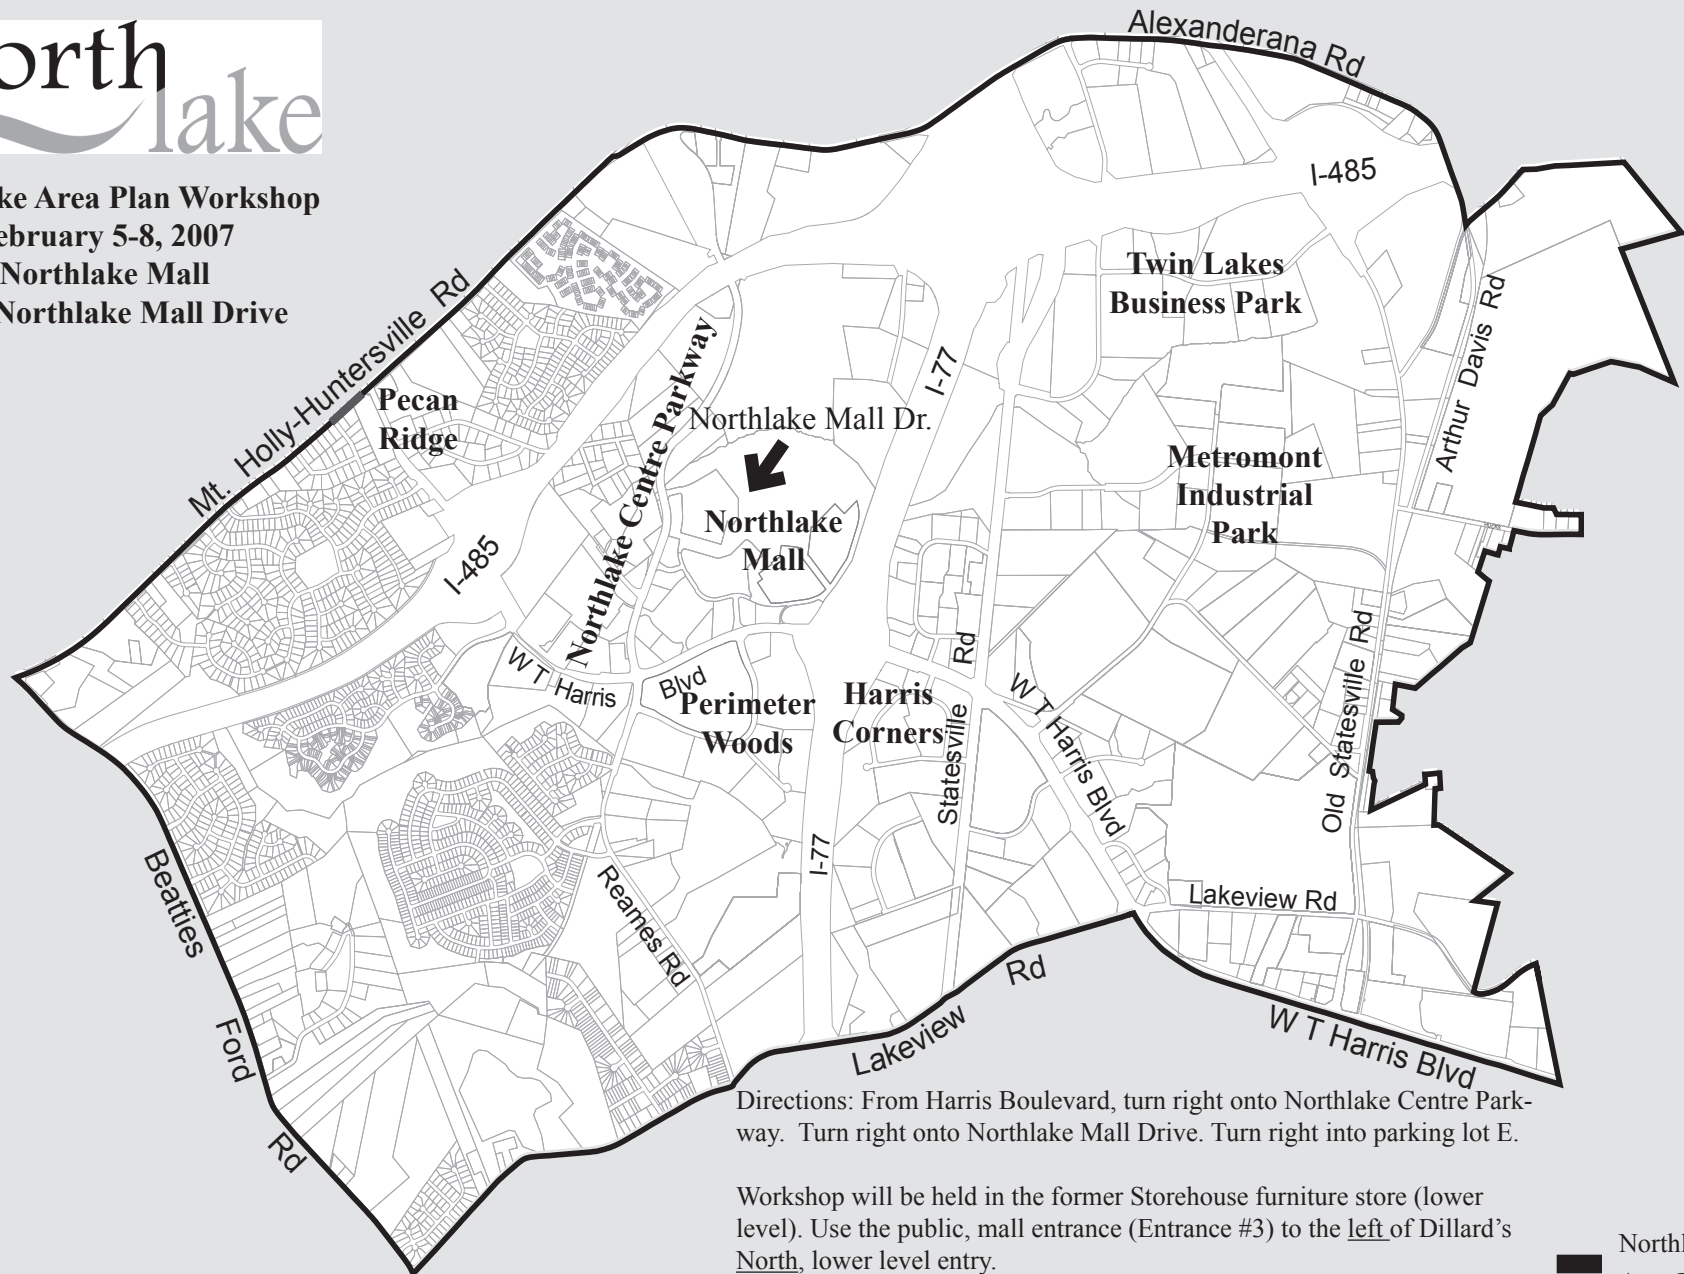 orth
lake
ke Area Plan Workshop
ebruary 5-8, 2007
Northlake Mall
Northlake Mall Drive
Alexanderana Rd
I-485
Twin Lakes
Business Park
Arthur Davis Rd
Mt. Holly-Huntersville Rd
Pecan
Ridge
Northlake Centre Parkway
Northlake Mall Dr.
I-77
Northlake
Mall
Metromont
Industrial
Park
I-485
W T Harris
Blvd
Perimeter
Woods
Harris
Corners
Statesville Rd
W T Harris Blvd
Old Statesville Rd
I-77
Reames Rd
Lakeview Rd
Beatties
Ford
Rd
Lakeview Rd
W T Harris Blvd
Directions: From Harris Boulevard, turn right onto Northlake Centre Park-
way. Turn right onto Northlake Mall Drive. Turn right into parking lot E.
Workshop will be held in the former Storehouse furniture store (lower
level). Use the public, mall entrance (Entrance #3) to the left of Dillard's
North, lower level entry.